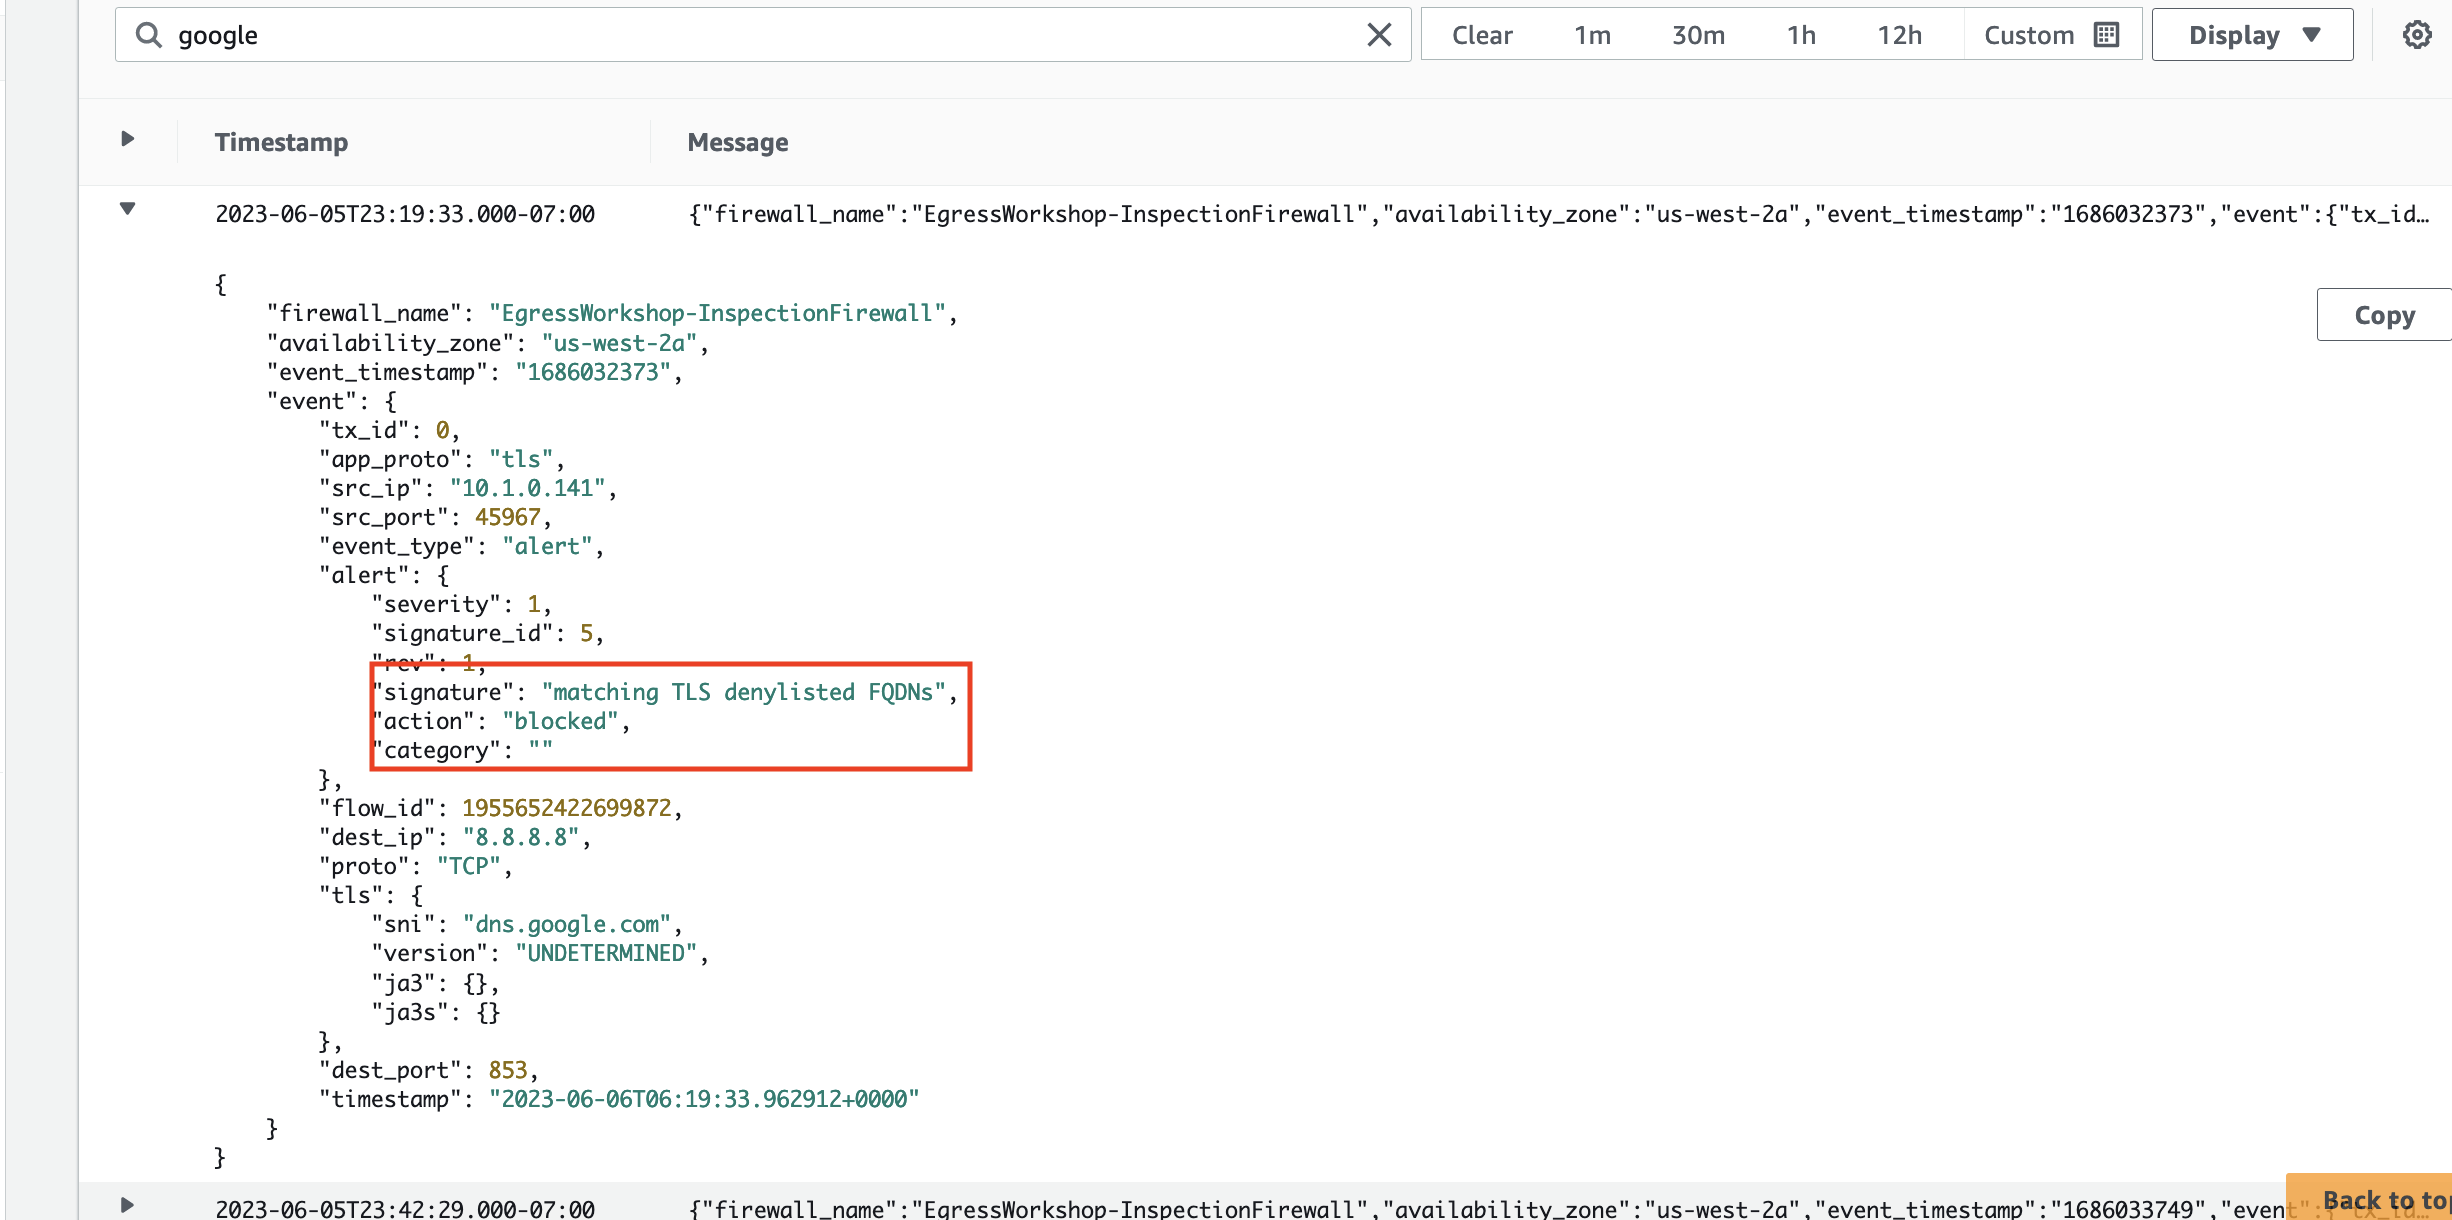 google
Clear 1m 30m 1h 12h Custom Display
Timestamp Message
2023-06-05T23:19:33.000-07:00 {"firewall_name":"EgressWorkshop-InspectionFirewall","availability_zone":"us-west-2a","event_timestamp":"1686032373","event":{"tx_id…
Copy
{
"firewall_name": "EgressWorkshop-InspectionFirewall",
"availability_zone": "us-west-2a",
"event_timestamp": "1686032373",
"event": {
"tx_id": 0,
"app_proto": "tls",
"src_ip": "10.1.0.141",
"src_port": 45967,
"event_type": "alert",
"alert": {
"severity": 1,
"signature_id": 5,
"rev": 1,
"signature": "matching TLS denylisted FQDNs",
"action": "blocked",
"category": ""
},
"flow_id": 1955652422699872,
"dest_ip": "8.8.8.8",
"proto": "TCP",
"tls": {
"sni": "dns.google.com",
"version": "UNDETERMINED",
"ja3": {},
"ja3s": {}
},
"dest_port": 853,
"timestamp": "2023-06-06T06:19:33.962912+0000"
}
}
2023-06-05T23:42:29.000-07:00 {"firewall_name":"EgressWorkshop-InspectionFirewall","availability_zone":"us-west-2a","event_timestamp":"1686033749","event":{"tx_id…
Back to top